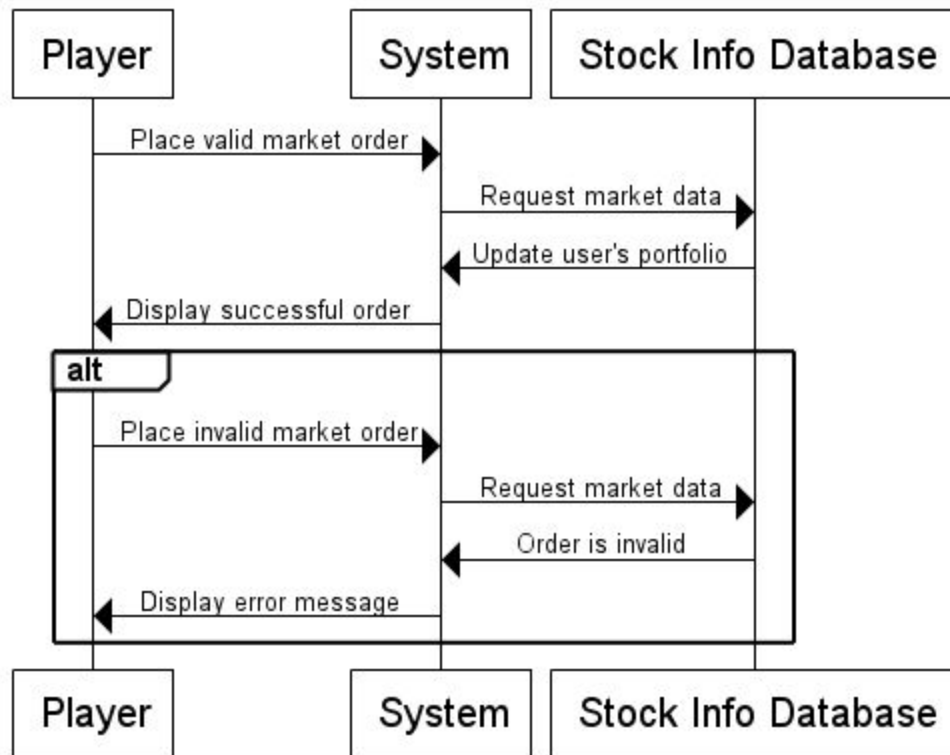 Player System Stock Info Database
Place valid market order
Request market data
Update user's portfolio
Display successful order
alt
Place invalid market order
Request market data
Order is invalid
Display error message
Player System Stock Info Database